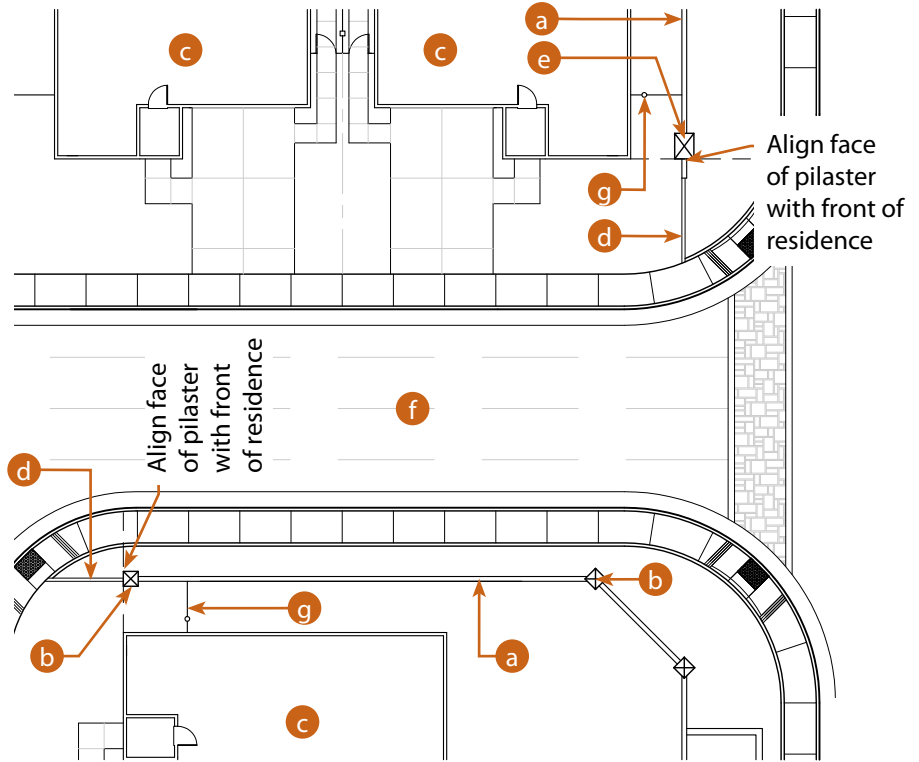 a
c
c
e
Align face
of pilaster
with front of
residence
g
d
Align face
of pilaster
with front
of residence
f
d
b
g
g
b
a
c